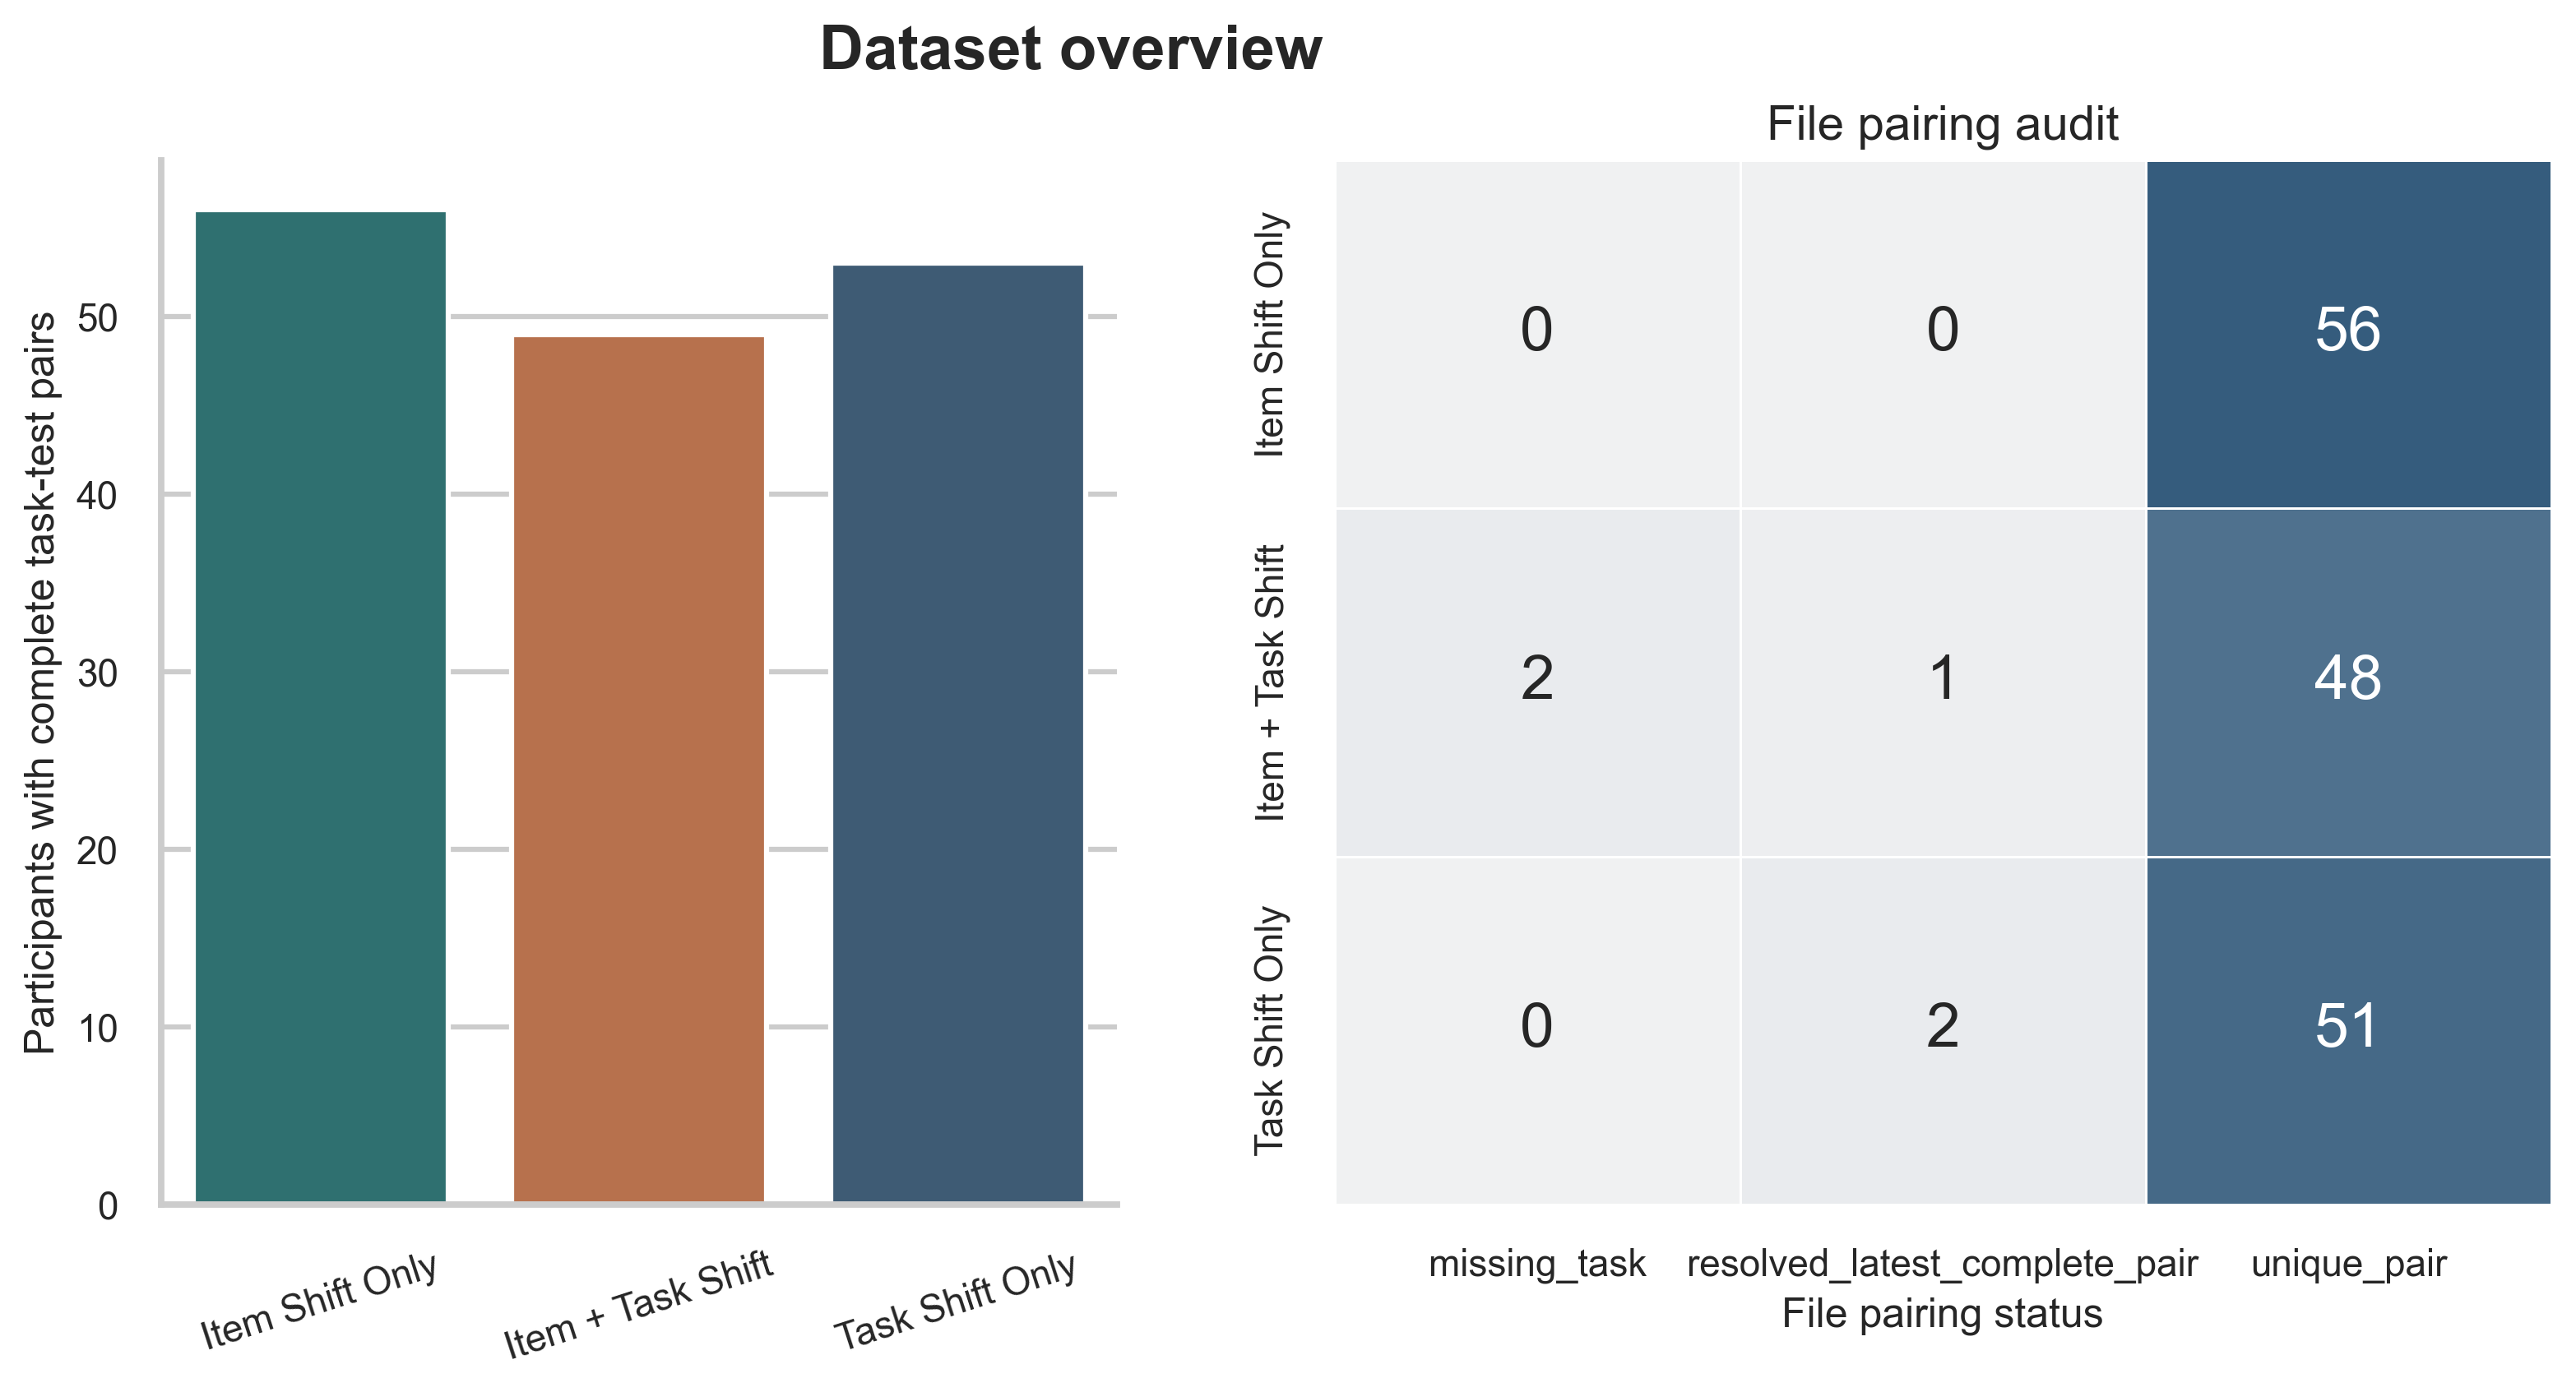 Dataset overview
Participants with complete task-test pairs
50
40
30
20
10
0
Item Shift Only
Item + Task Shift
Task Shift Only
File pairing audit
Item Shift Only
Item + Task Shift
Task Shift Only
0 0 56
2 1 48
0 2 51
missing_task resolved_latest_complete_pair unique_pair
File pairing status